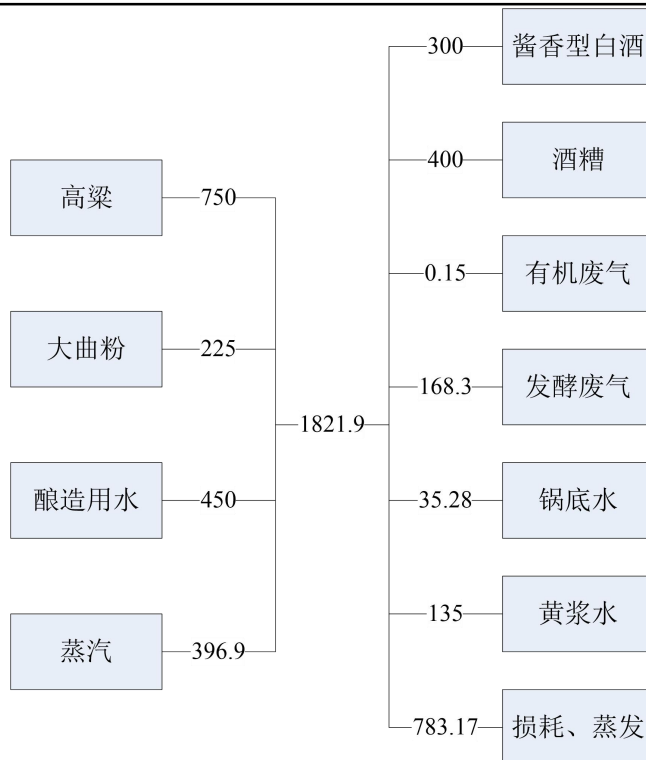 高粱
750
大曲粉
225
酿造用水
450
蒸汽
396.9
1821.9
300
酱香型白酒
400
酒糟
0.15
有机废气
168.3
发酵废气
35.28
锅底水
135
黄浆水
783.17
损耗、蒸发